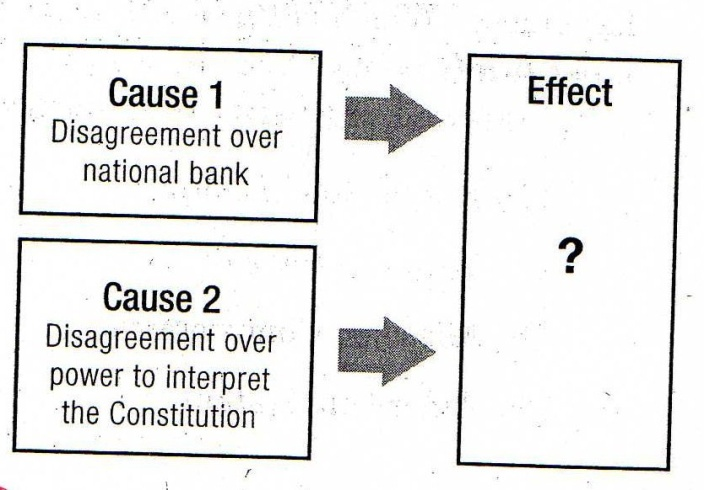 Cause 1
Disagreement over
national bank
Effect
?
Cause 2
Disagreement over
power to interpret
the Constitution